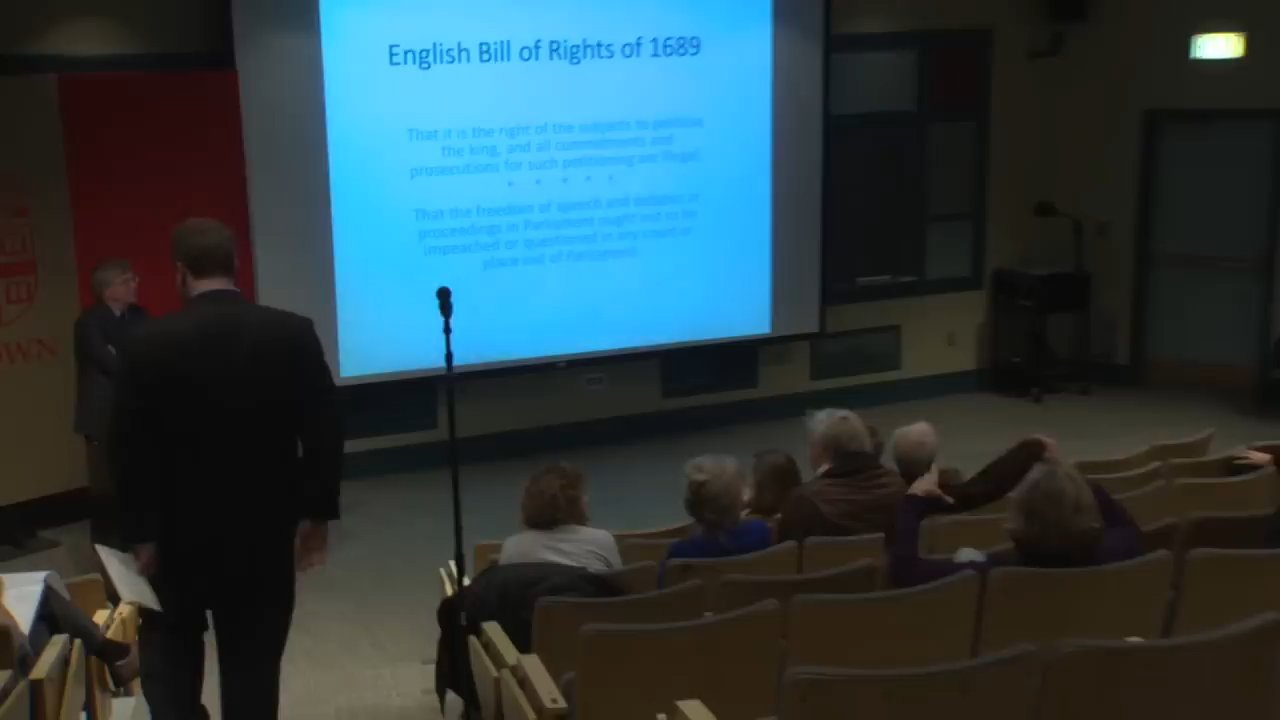 English Bill of Rights of 1689
That it is the right of the subjects to petition
the king, and all commitments and
prosecutions for such petitioning are illegal.
* * * * *
That the freedom of speech and debates or
proceedings in Parliament ought not to be
impeached or questioned in any court or
place out of Parliament.
OWN